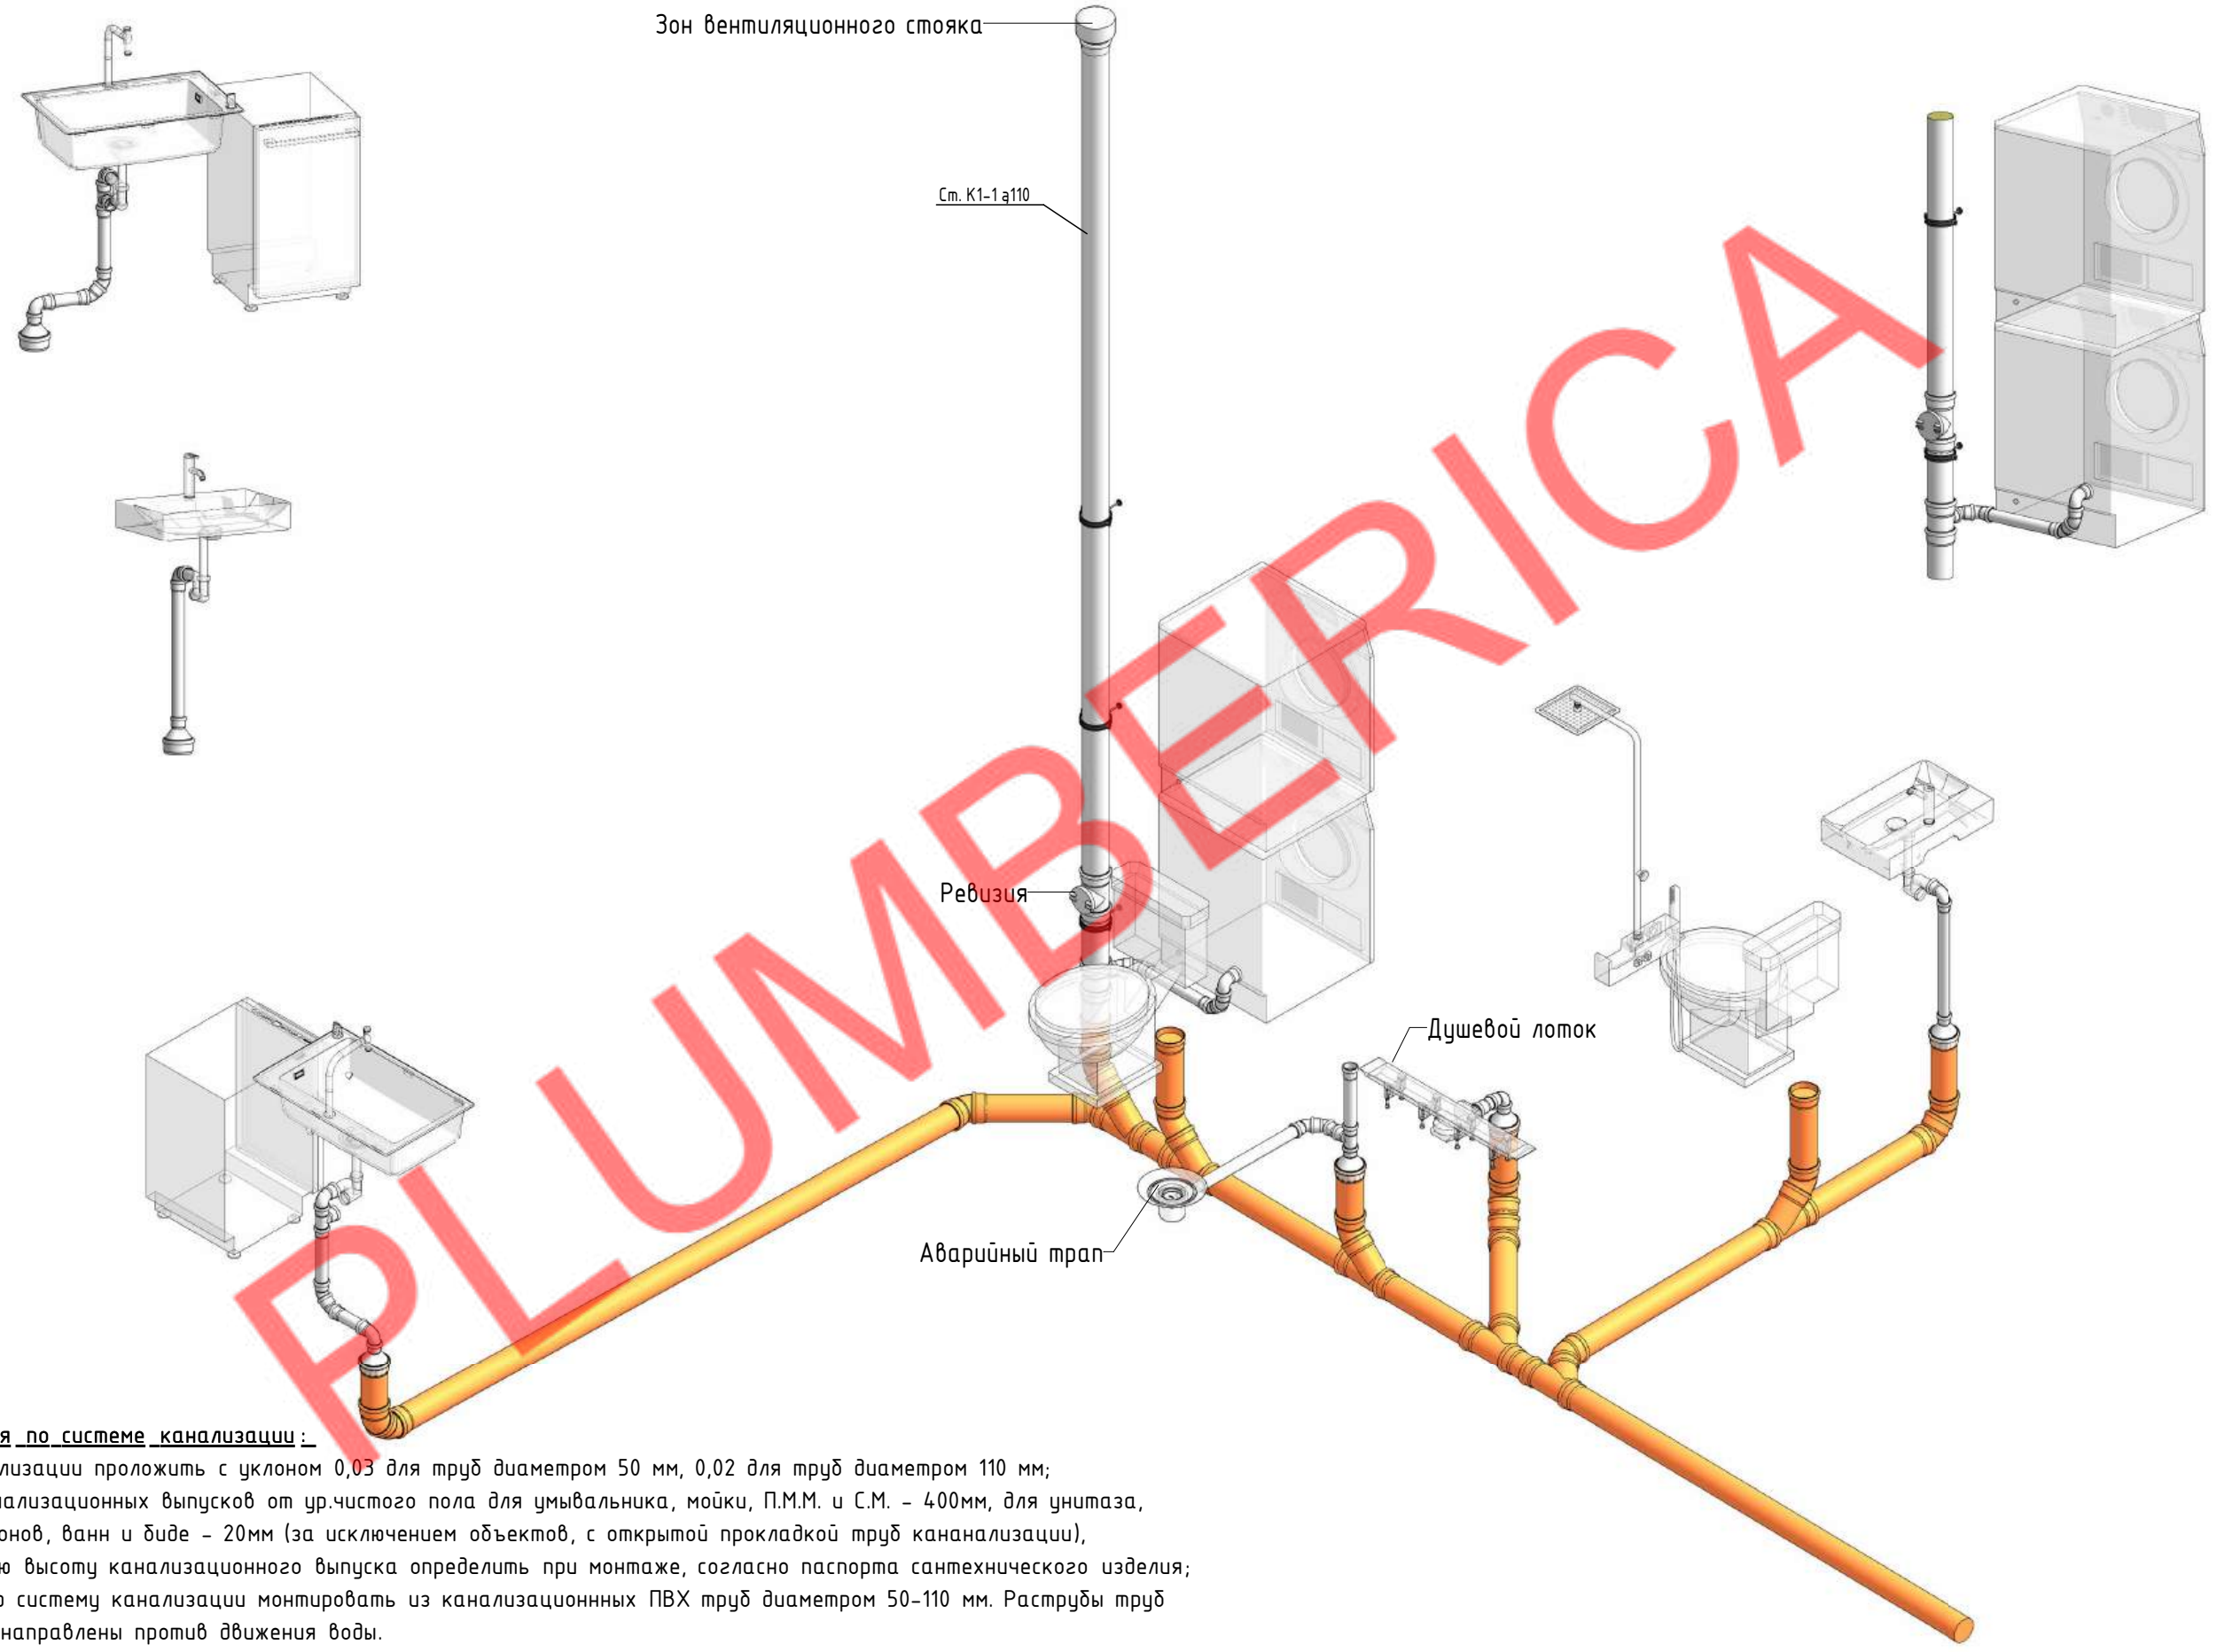 Зон вентиляционного стояка
Ст. К1-1 д110
PLUMBERICA
Ревизия
Душевой лоток
Аварийный трап
я по системе канализации:
лизации проложить с уклоном 0,03 для труб диаметром 50 мм, 0,02 для труб диаметром 110 мм;
нализационных выпусков от ур.чистого пола для умывальника, мойки, П.М.М. и С.М. – 400мм, для унитаза,
онов, ванн и биде – 20мм (за исключением объектов, с открытой прокладкой труб кананализации),
ю высоту канализационного выпуска определить при монтаже, согласно паспорта сантехнического изделия;
ю систему канализации монтировать из канализационнных ПВХ труб диаметром 50-110 мм. Раструбы труб
направлены против движения воды.